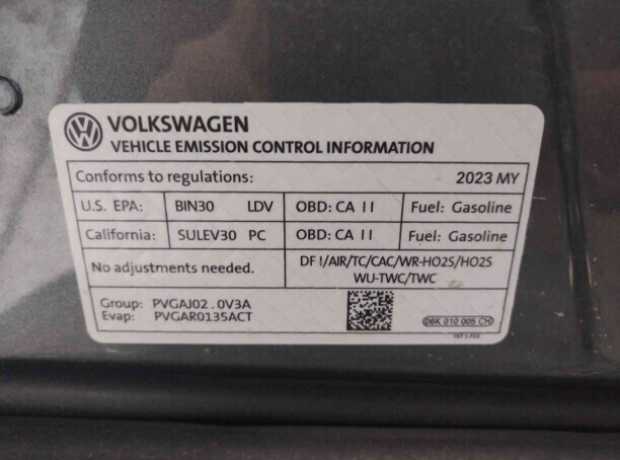 VOLKSWAGEN
VEHICLE EMISSION CONTROL INFORMATION
Conforms to regulations: 2023 MY
U.S. EPA: BIN30 LDV OBD: CA II Fuel: Gasoline
California: SULEV30 PC OBD: CA II Fuel: Gasoline
No adjustments needed. DFI/AIR/TC/CAC/WR-HO2S/HO2S
WU-TWC/TWC
Group: PVGAJ02.0V3A
Evap: PVGAR0135ACT
06K 010 005 CH